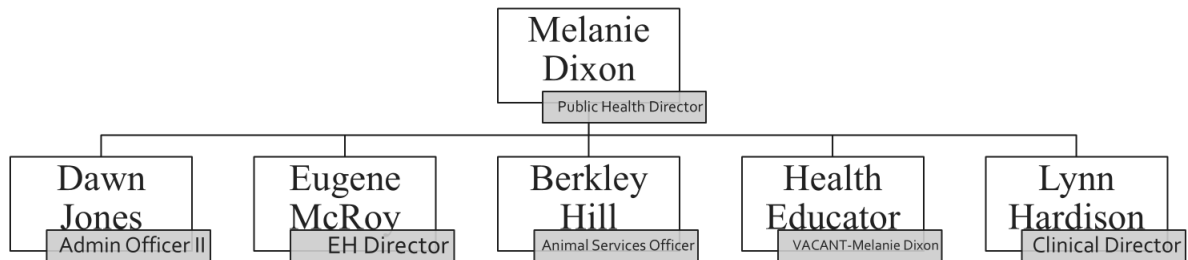 Melanie
Dixon
Public Health Director
Dawn
Jones
Admin Officer II
Eugene
McRoy
EH Director
Berkley
Hill
Animal Services Officer
Health
Educator
VACANT-Melanie Dixon
Lynn
Hardison
Clinical Director